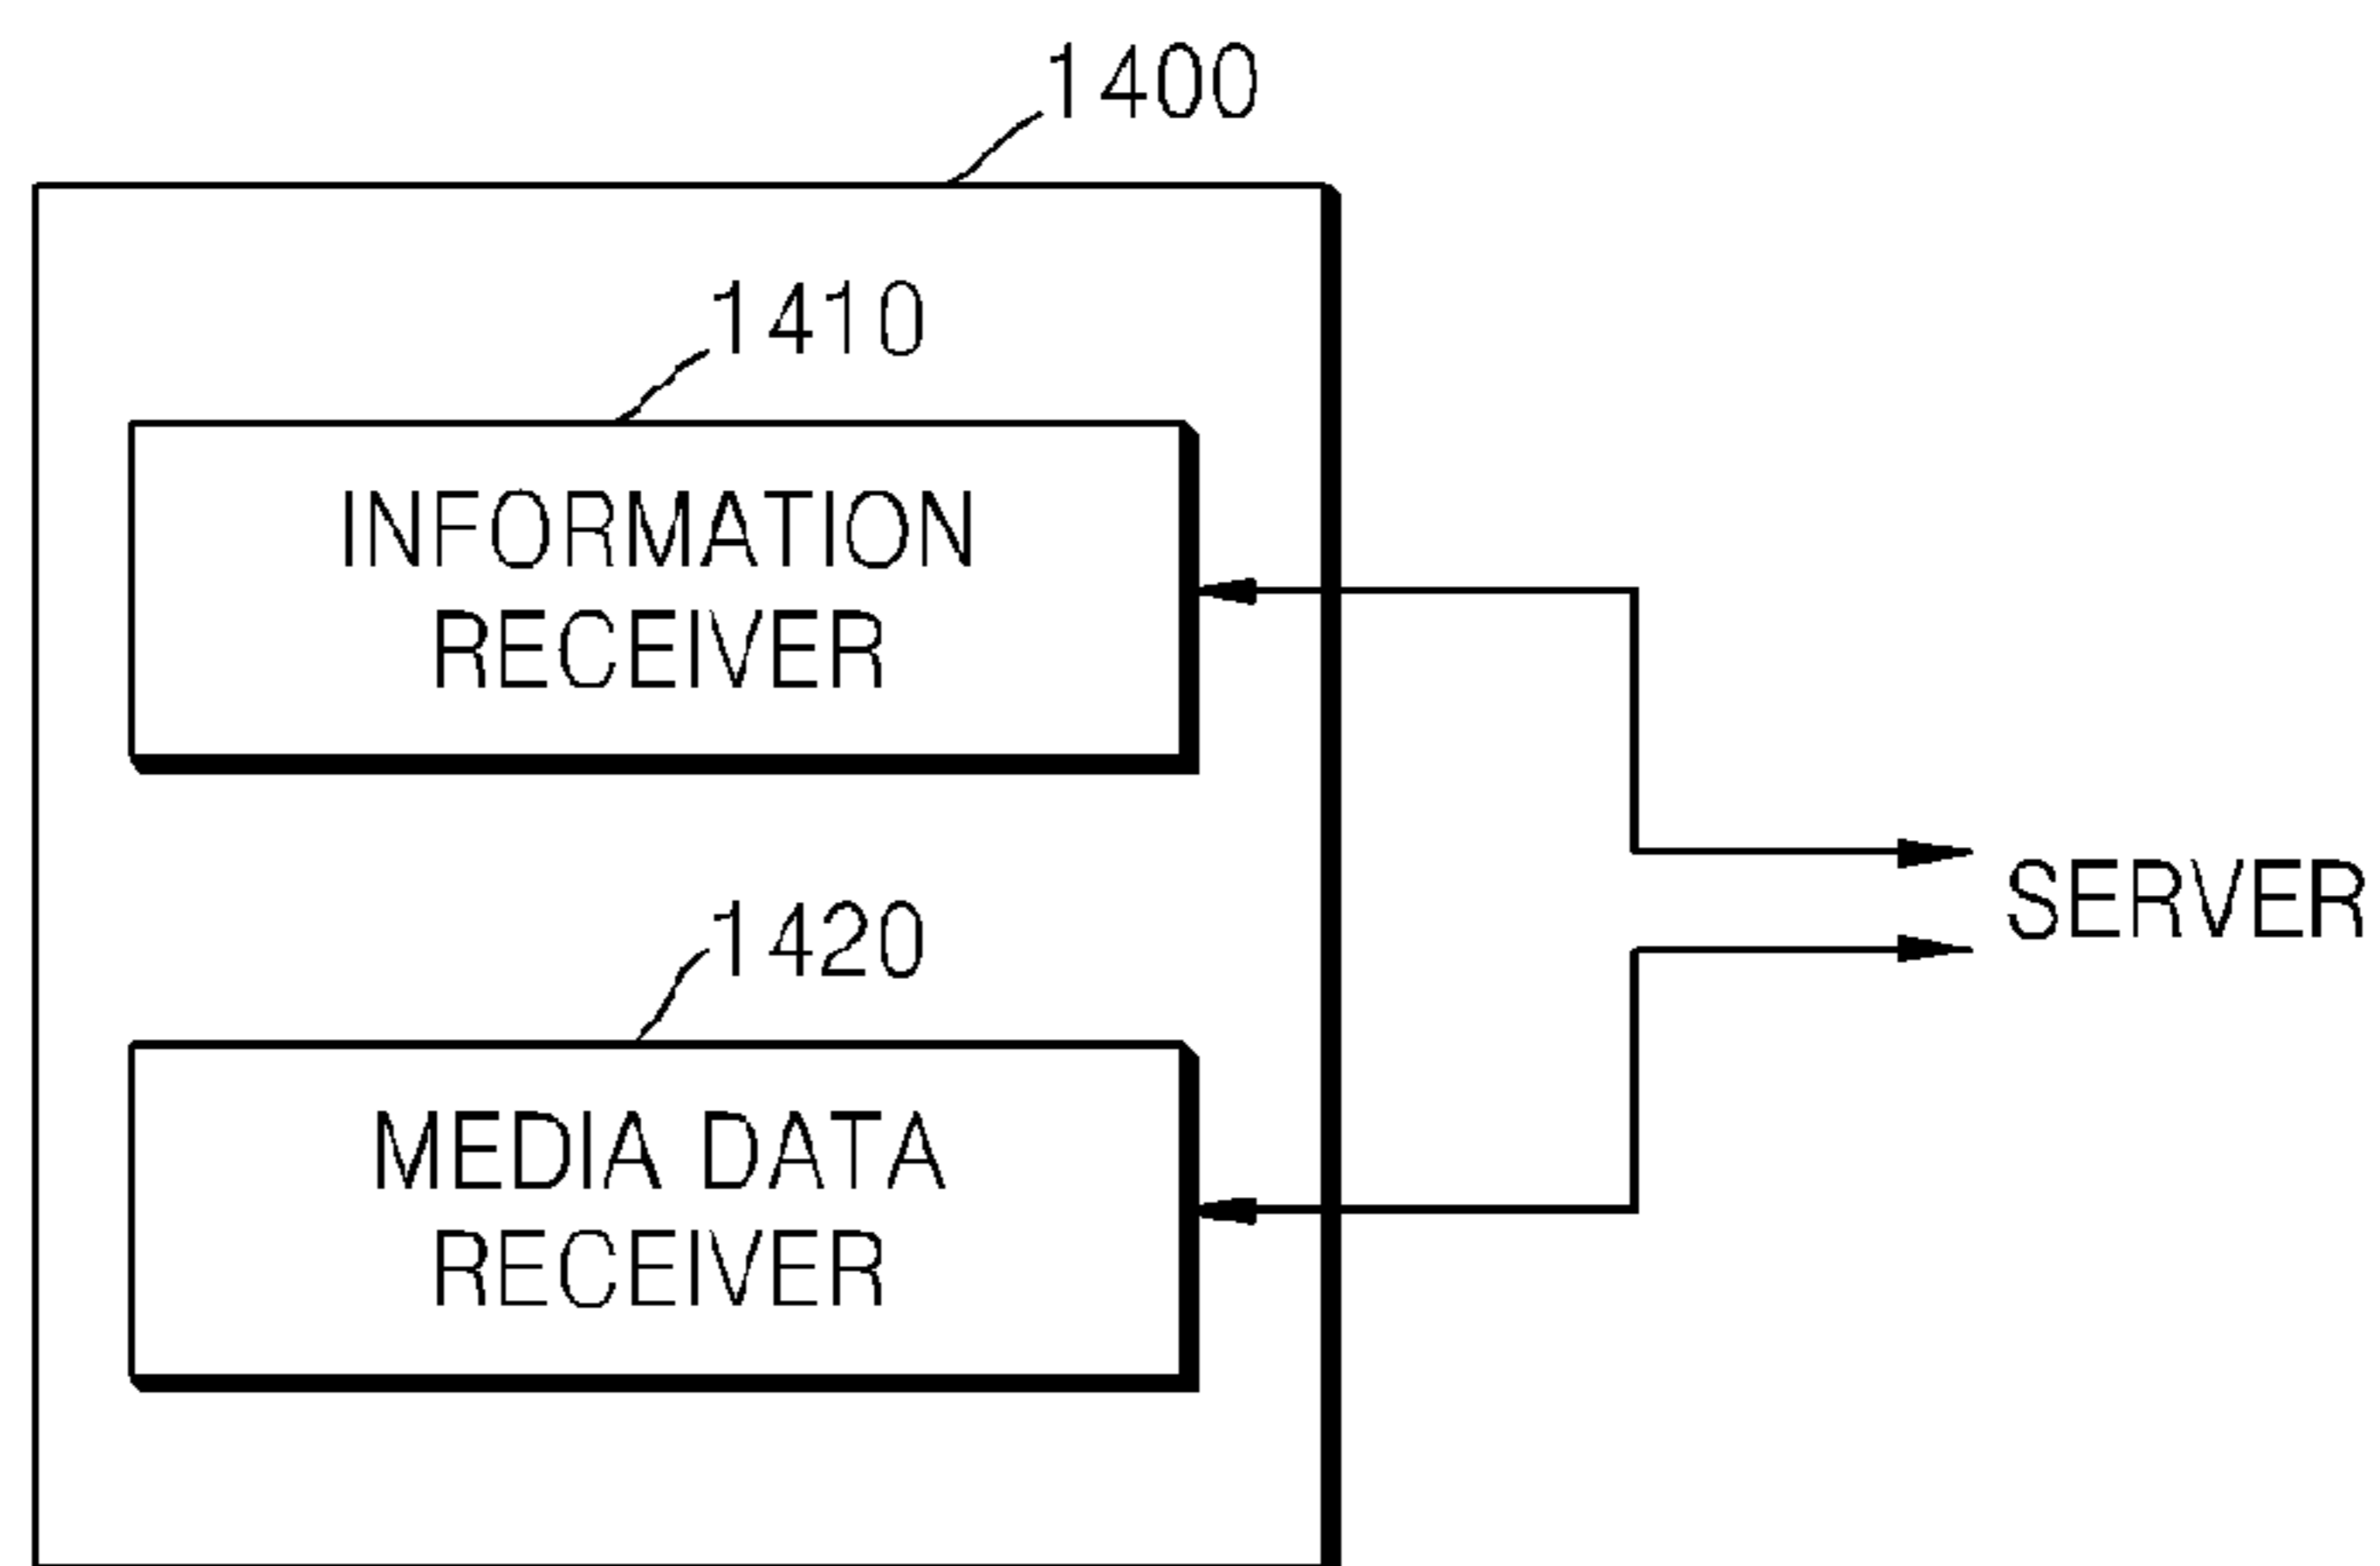 1400
1410
INFORMATION
RECEIVER
SERVER
1420
MEDIA DATA
RECEIVER